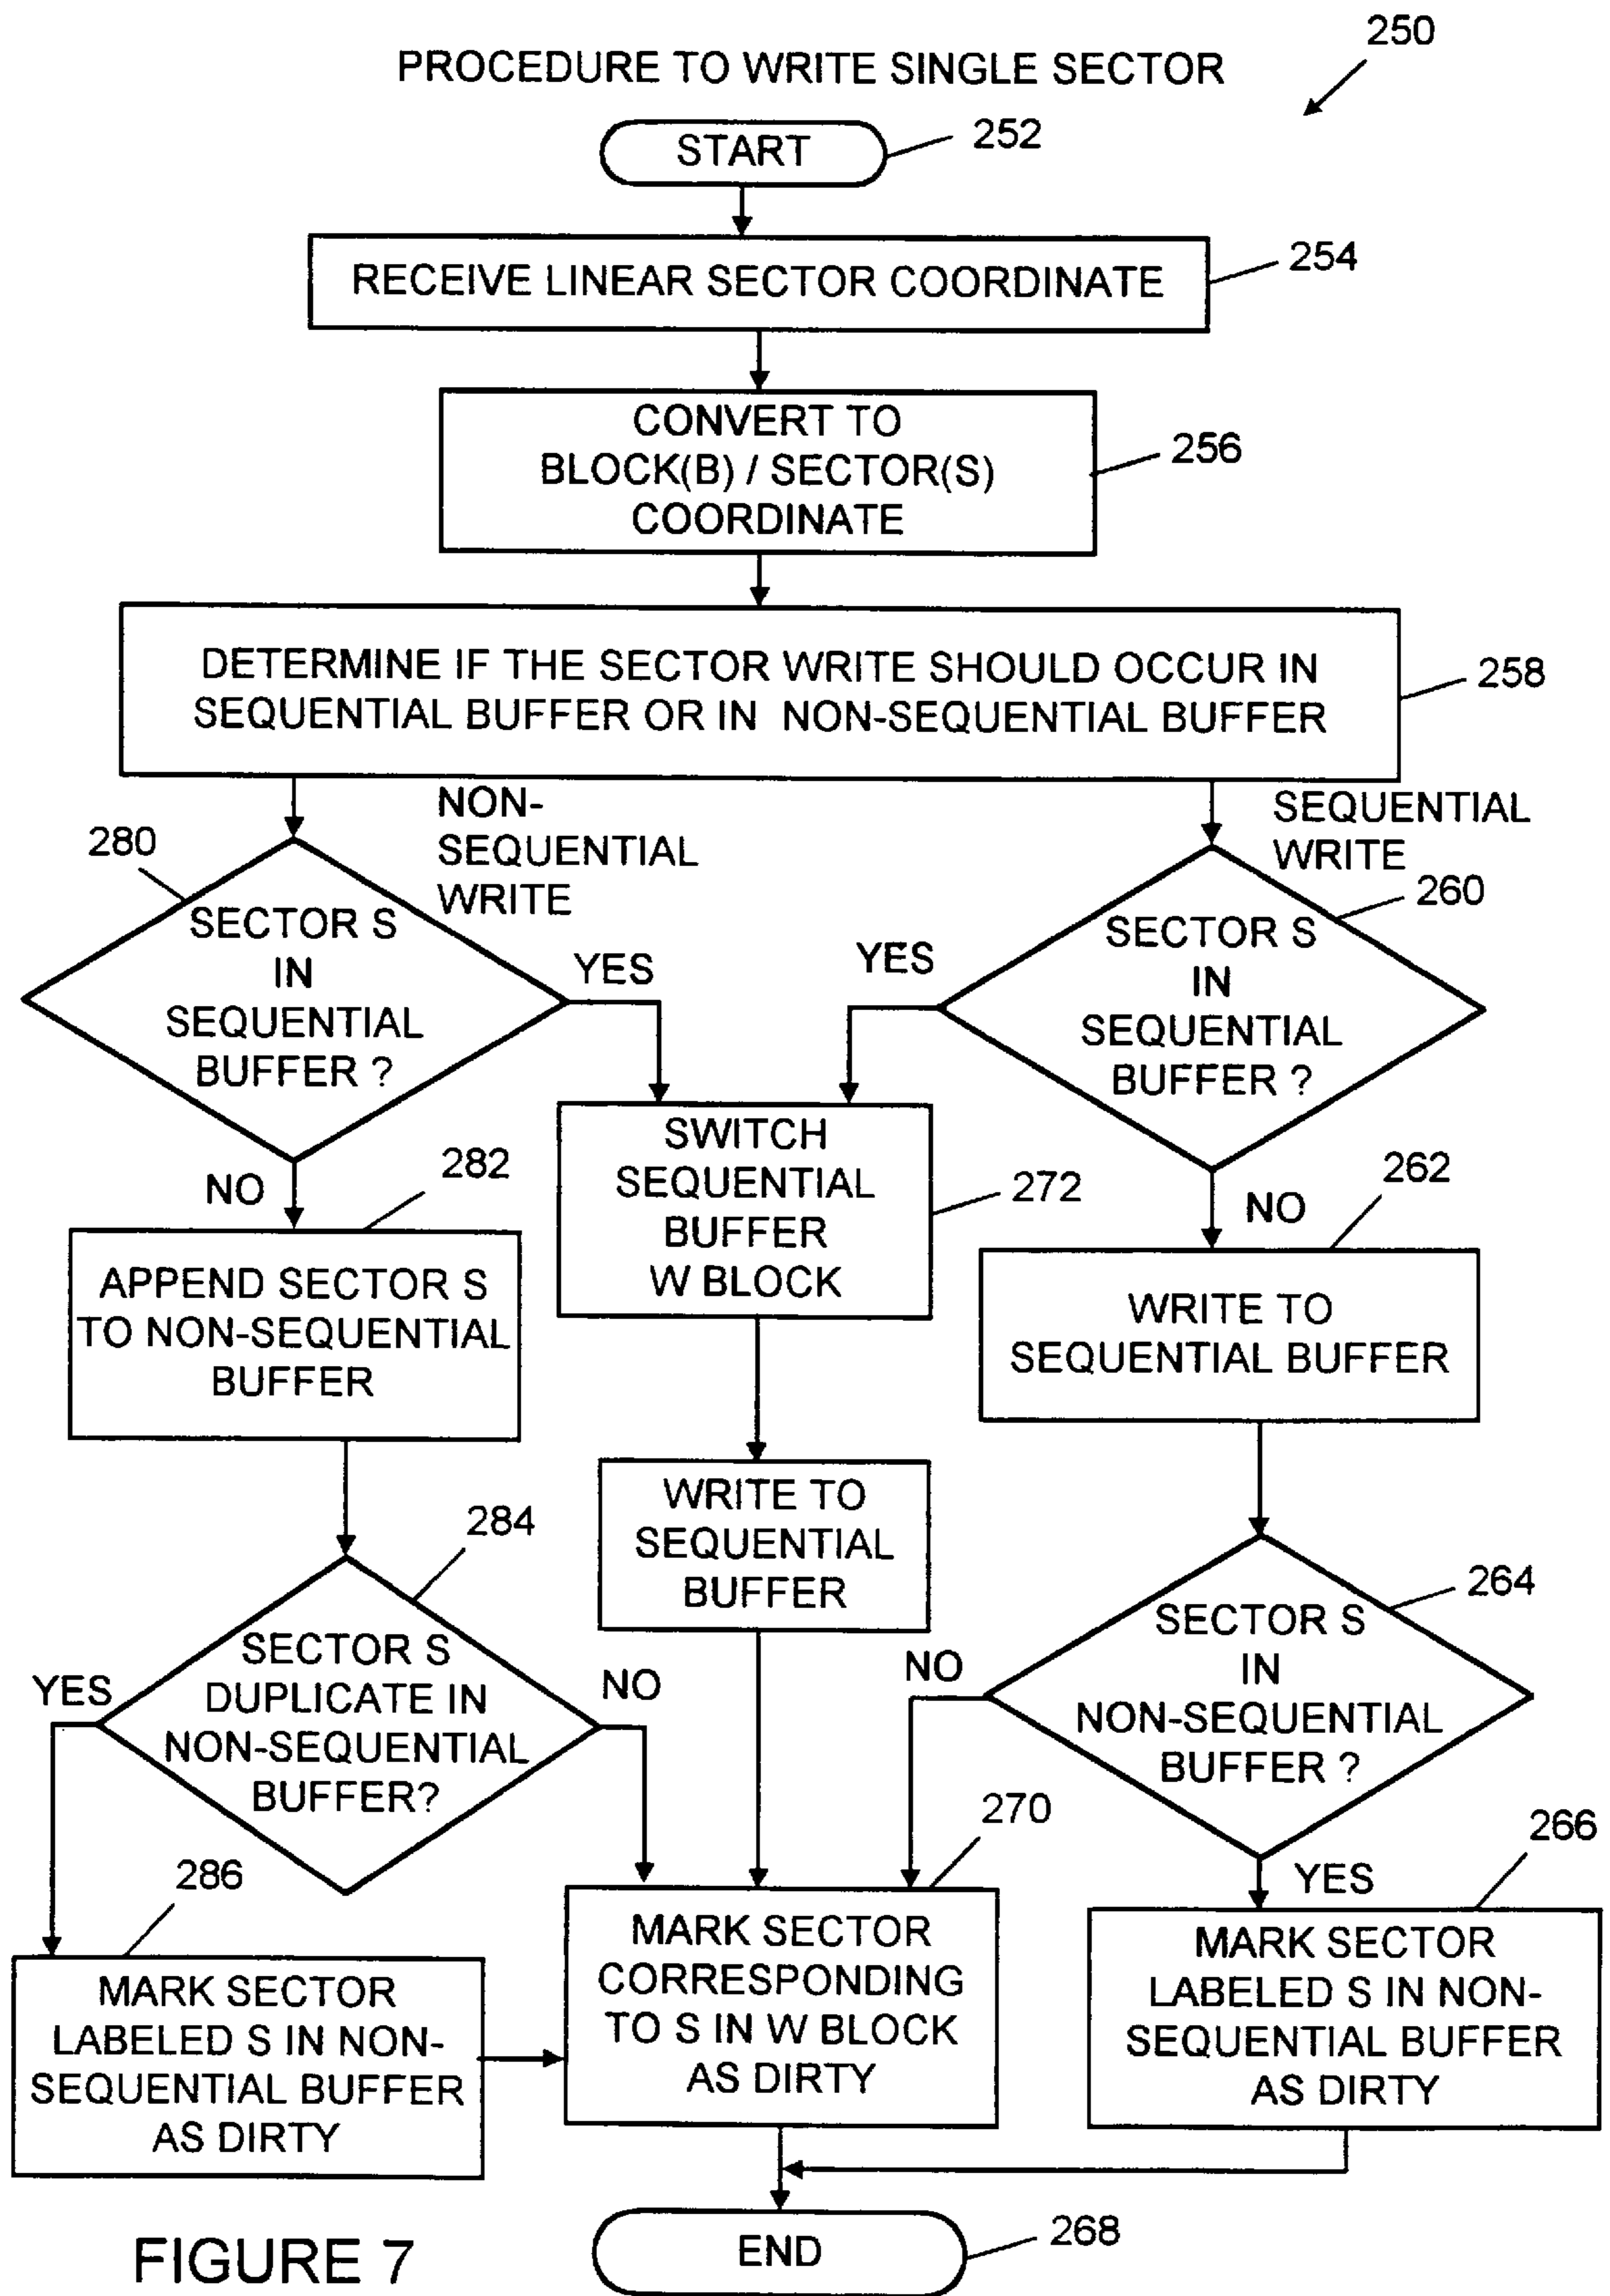 250
PROCEDURE TO WRITE SINGLE SECTOR
START
252
RECEIVE LINEAR SECTOR COORDINATE
254
CONVERT TO
BLOCK(B) / SECTOR(S)
COORDINATE
256
DETERMINE IF THE SECTOR WRITE SHOULD OCCUR IN
SEQUENTIAL BUFFER OR IN NON-SEQUENTIAL BUFFER
258
NON-
SEQUENTIAL
WRITE
SEQUENTIAL
WRITE
280
SECTOR S
IN
SEQUENTIAL
BUFFER ?
YES
260
SECTOR S
IN
SEQUENTIAL
BUFFER ?
YES
NO
282
APPEND SECTOR S
TO NON-SEQUENTIAL
BUFFER
SWITCH
SEQUENTIAL
BUFFER
W BLOCK
272
NO
262
WRITE TO
SEQUENTIAL BUFFER
WRITE TO
SEQUENTIAL
BUFFER
284
SECTOR S
DUPLICATE IN
NON-SEQUENTIAL
BUFFER?
YES
NO
264
SECTOR S
IN
NON-SEQUENTIAL
BUFFER ?
NO
YES
286
MARK SECTOR
LABELED S IN NON-
SEQUENTIAL BUFFER
AS DIRTY
270
MARK SECTOR
CORRESPONDING
TO S IN W BLOCK
AS DIRTY
266
MARK SECTOR
LABELED S IN NON-
SEQUENTIAL BUFFER
AS DIRTY
END
268
FIGURE 7